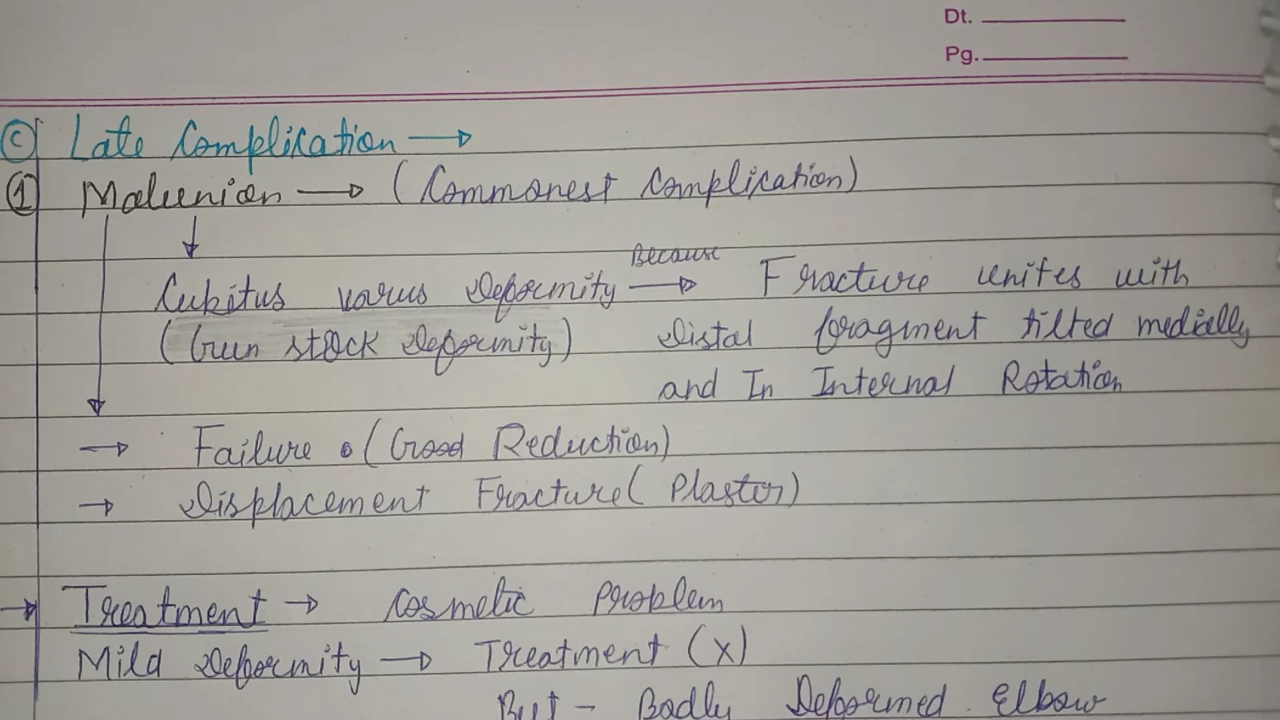 Dt.
Pg.
(C) Late Complication →
(1) Malunion → (Commonest Complication)
Because
Cubitus varus Deformity → Fracture unites with
(Gun stock Deformity) Distal fragment tilted medially
and In Internal Rotation
→ Failure • (Good Reduction)
→ Displacement Fracture (Plaster)
→ Treatment → Cosmetic Problem
Mild Deformity → Treatment (X)
But - Badly Deformed. Elbow